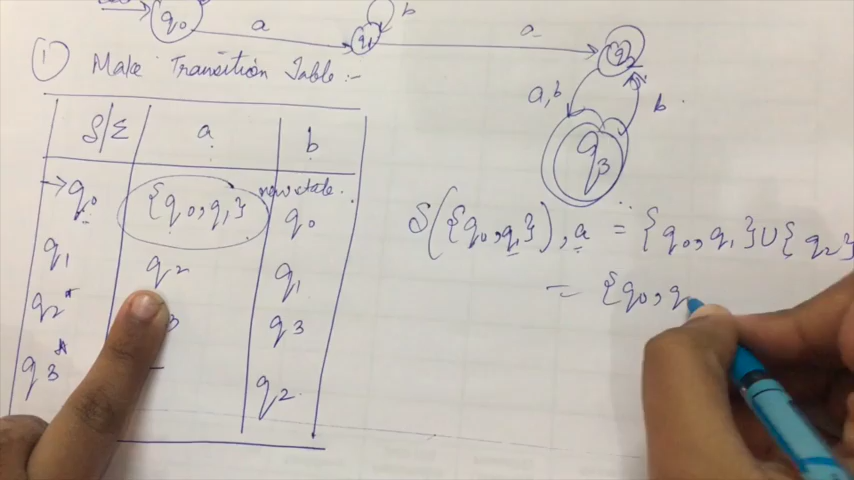 q0 a q1 b a q2
a,b b
q3
① Make Transition Table :-
δ/Σ a b
→q0 {q0,q1} new state. q0
q1 q2 q1
q2* 3 q3
q3* – q2
δ({q0,q1}),a = {q0,q1}∪{q2}
= {q0,q